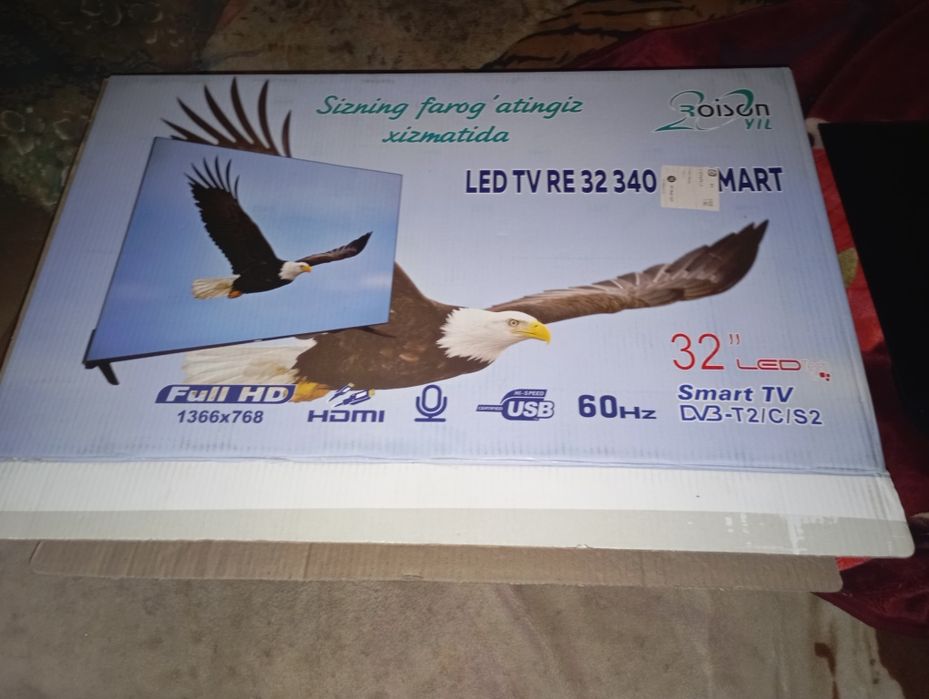 Sizning farog'atingiz
xizmatida
20 Roison
YIL
LED TV RE 32 340 MART
32" LED
Full HD
1366x768
HDMI
HI-SPEED
CERTIFIED USB
60Hz
Smart TV
DVB-T2/C/S2